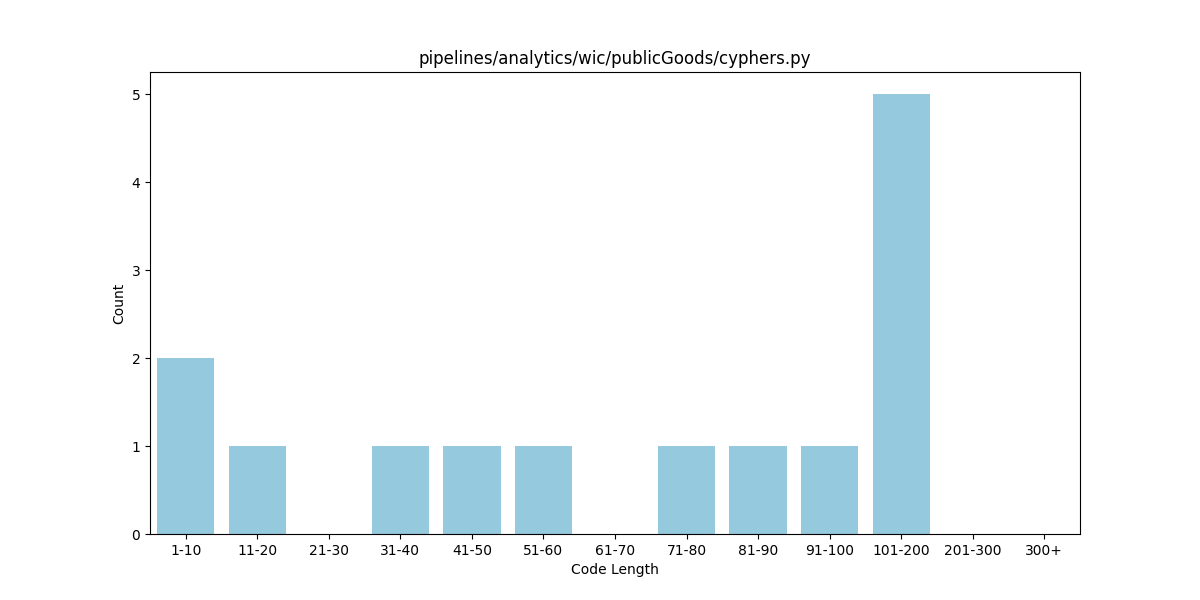 pipelines/analytics/wic/publicGoods/cyphers.py
5
4
3
2
1
0
Count
1-10 11-20 21-30 31-40 41-50 51-60 61-70 71-80 81-90 91-100 101-200 201-300 300+
Code Length